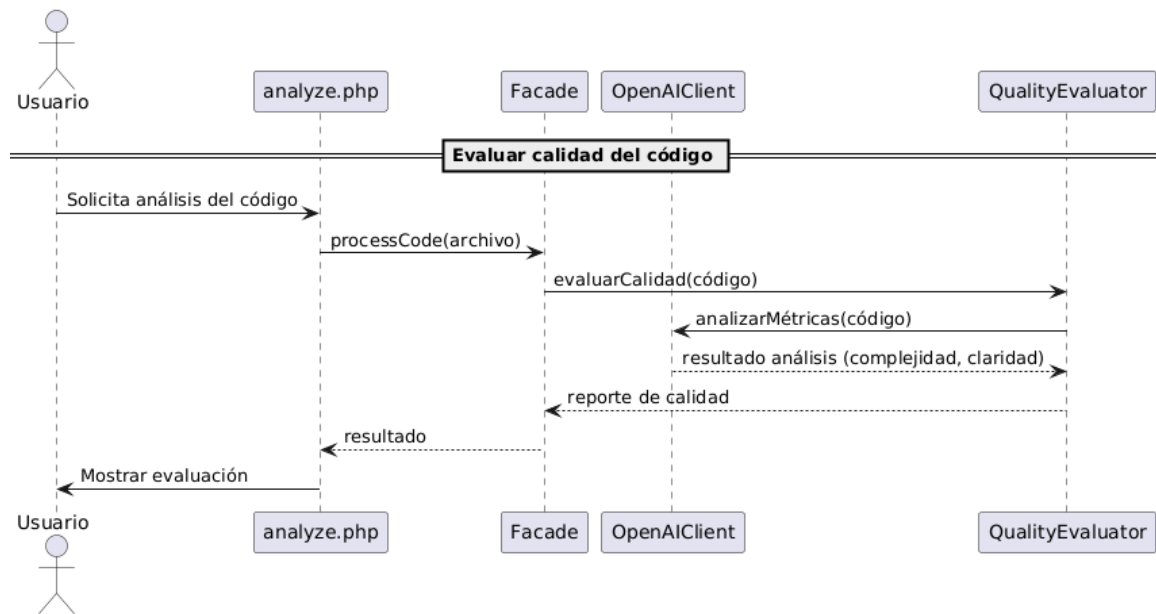 Usuario
analyze.php
Facade
OpenAIClient
QualityEvaluator
Evaluar calidad del código
Solicita análisis del código
processCode(archivo)
evaluarCalidad(código)
analizarMétricas(código)
resultado análisis (complejidad, claridad)
reporte de calidad
resultado
Mostrar evaluación
Usuario
analyze.php
Facade
OpenAIClient
QualityEvaluator